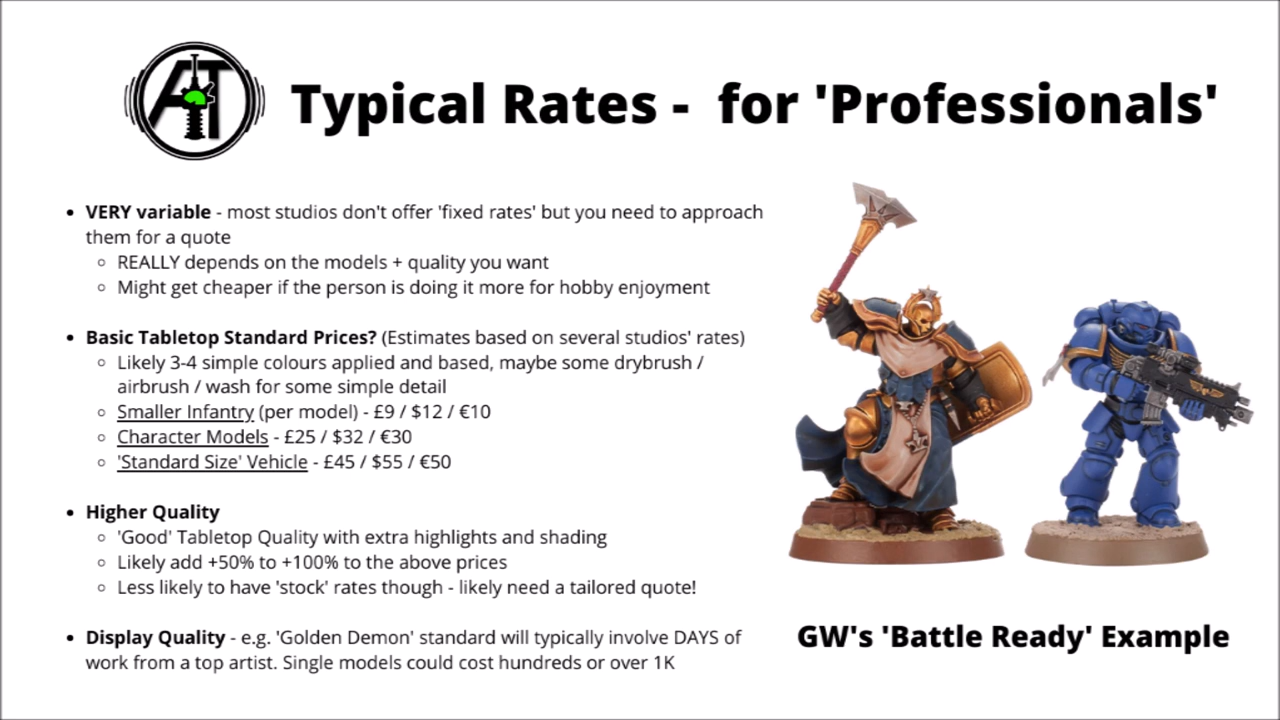 AT
Typical Rates - for 'Professionals'
• VERY variable - most studios don't offer 'fixed rates' but you need to approach
them for a quote
○ REALLY depends on the models + quality you want
○ Might get cheaper if the person is doing it more for hobby enjoyment
• Basic Tabletop Standard Prices? (Estimates based on several studios' rates)
○ Likely 3-4 simple colours applied and based, maybe some drybrush /
airbrush / wash for some simple detail
○ Smaller Infantry (per model) - £9 / $12 / €10
○ Character Models - £25 / $32 / €30
○ 'Standard Size' Vehicle - £45 / $55 / €50
• Higher Quality
○ 'Good' Tabletop Quality with extra highlights and shading
○ Likely add +50% to +100% to the above prices
○ Less likely to have 'stock' rates though - likely need a tailored quote!
• Display Quality - e.g. 'Golden Demon' standard will typically involve DAYS of
work from a top artist. Single models could cost hundreds or over 1K
GW's 'Battle Ready' Example